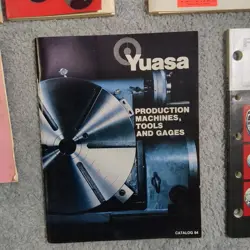 Yuasa
PRODUCTION
MACHINES,
TOOLS
AND GAGES
CATALOG 84